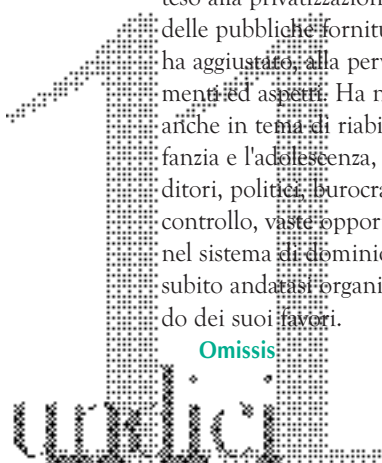 teso alla privatizzazion
delle pubbliche fornitu
ha aggiustato, alla perv
menti ed aspetti. Ha n
anche in tema di riabi
fanzia e l'adolescenza,
ditori, politici, burocra
controllo, vaste oppor
nel sistema di dominio
subito andatasi organi
do dei suoi favori.
Omissis
11
undici